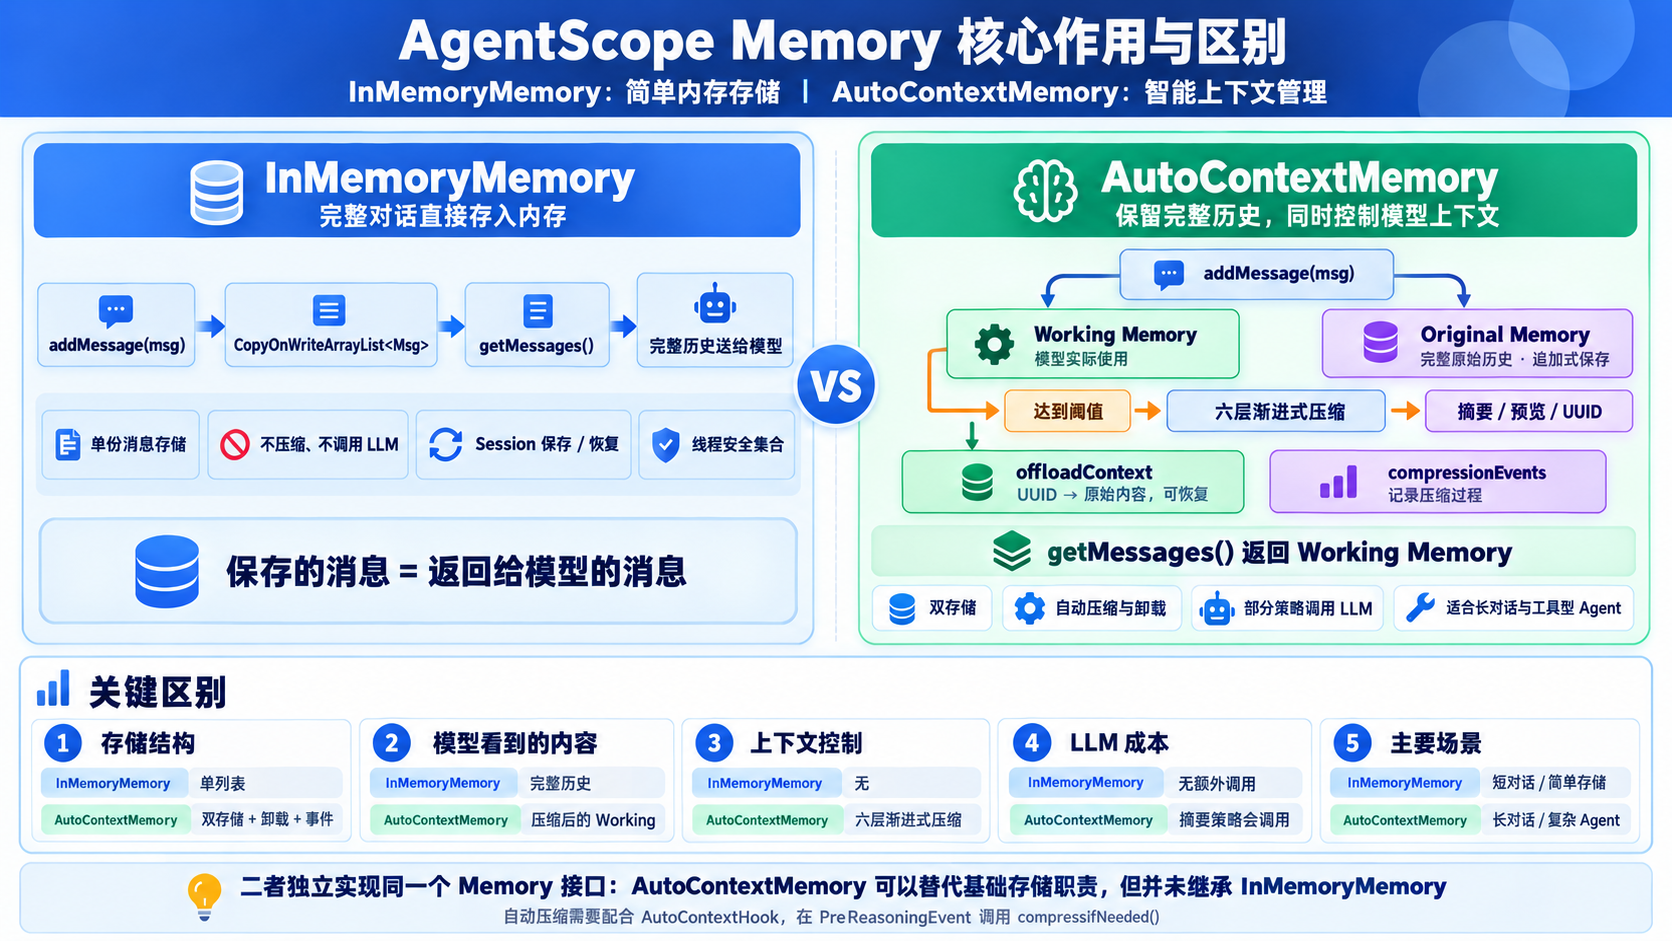 AgentScope Memory 核心作用与区别
InMemoryMemory：简单内存存储 | AutoContextMemory：智能上下文管理
InMemoryMemory
完整对话直接存入内存
addMessage(msg)
CopyOnWriteArrayList<Msg>
getMessages()
完整历史送给模型
单份消息存储
不压缩、不调用 LLM
Session 保存 / 恢复
线程安全集合
保存的消息 = 返回给模型的消息
VS
AutoContextMemory
保留完整历史，同时控制模型上下文
addMessage(msg)
Working Memory
模型实际使用
Original Memory
完整原始历史 · 追加式保存
达到阈值
六层渐进式压缩
摘要 / 预览 / UUID
offloadContext
UUID → 原始内容，可恢复
compressionEvents
记录压缩过程
getMessages() 返回 Working Memory
双存储
自动压缩与卸载
部分策略调用 LLM
适合长对话与工具型 Agent
关键区别
1 存储结构
InMemoryMemory 单列表
AutoContextMemory 双存储 + 卸载 + 事件
2 模型看到的内容
InMemoryMemory 完整历史
AutoContextMemory 压缩后的 Working
3 上下文控制
InMemoryMemory 无
AutoContextMemory 六层渐进式压缩
4 LLM 成本
InMemoryMemory 无额外调用
AutoContextMemory 摘要策略会调用
5 主要场景
InMemoryMemory 短对话 / 简单存储
AutoContextMemory 长对话 / 复杂 Agent
二者独立实现同一个 Memory 接口：AutoContextMemory 可以替代基础存储职责，但并未继承 InMemoryMemory
自动压缩需要配合 AutoContextHook，在 PreReasoningEvent 调用 compressifNeeded()